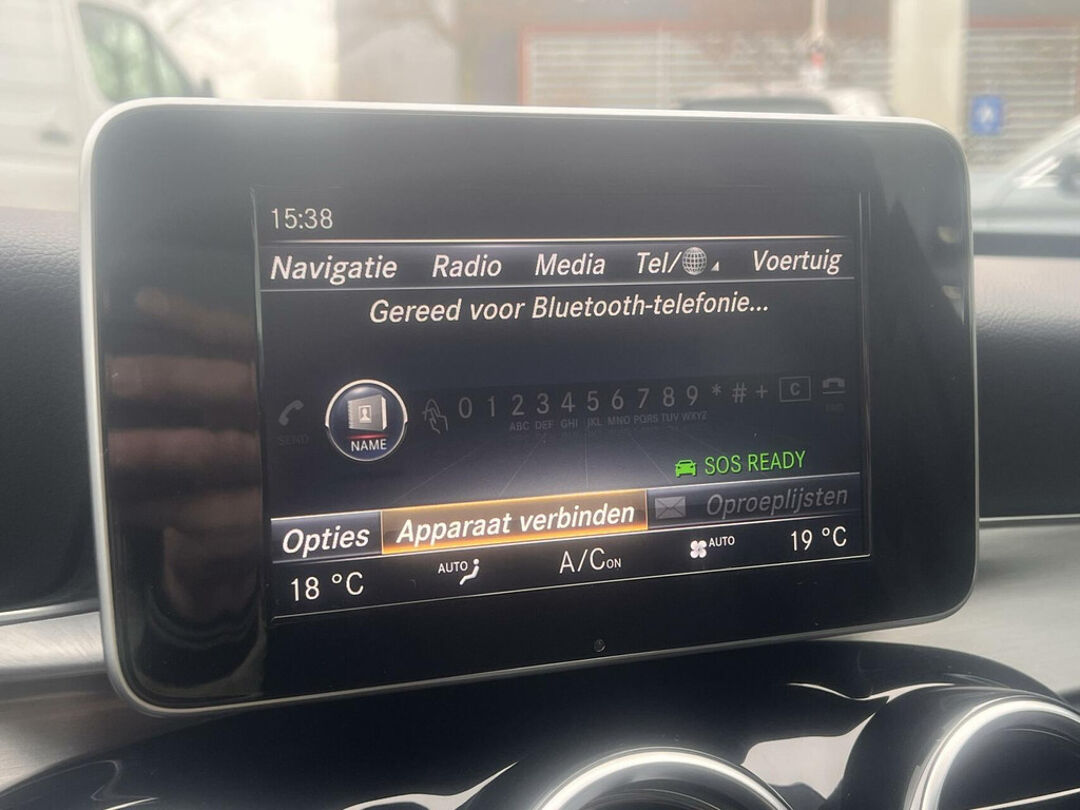 15:38
Navigatie Radio Media Tel/ Voertuig
Gereed voor Bluetooth-telefonie...
0 1 2 3 4 5 6 7 8 9 * # + C
ABC DEF GHI JKL MNO PQRS TUV WXYZ
SEND
NAME
SOS READY
Opties Apparaat verbinden Oproeplijsten
18 °C AUTO A/C ON AUTO 19 °C